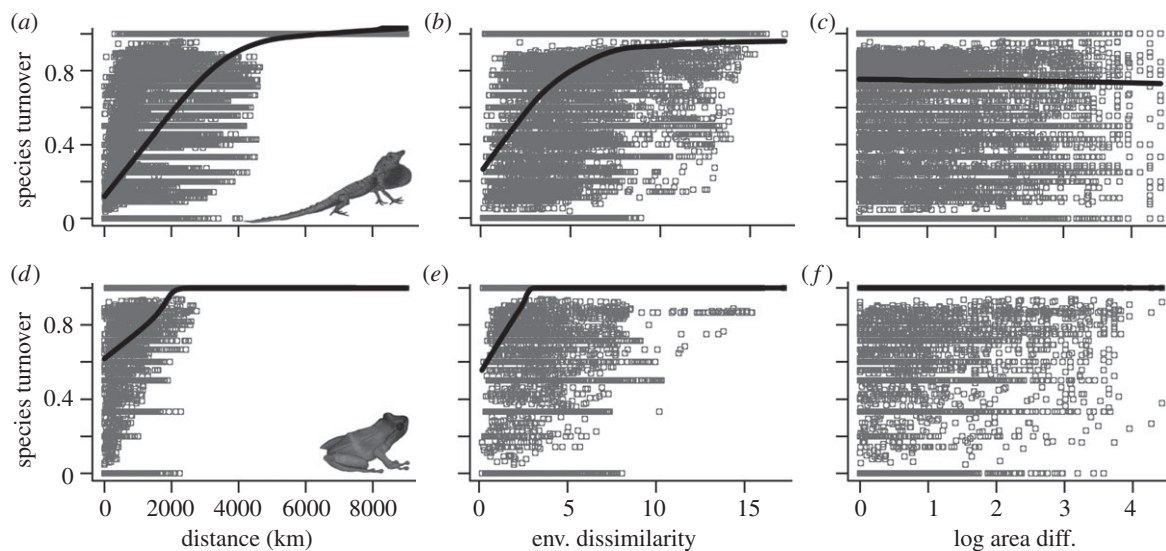 (a)
(b)
(c)
species turnover
0.8
0.4
0
(d)
(e)
(f)
species turnover
0.8
0.4
0
0 2000 4000 6000 8000
0 5 10 15
0 1 2 3 4
distance (km)
env. dissimilarity
log area diff.